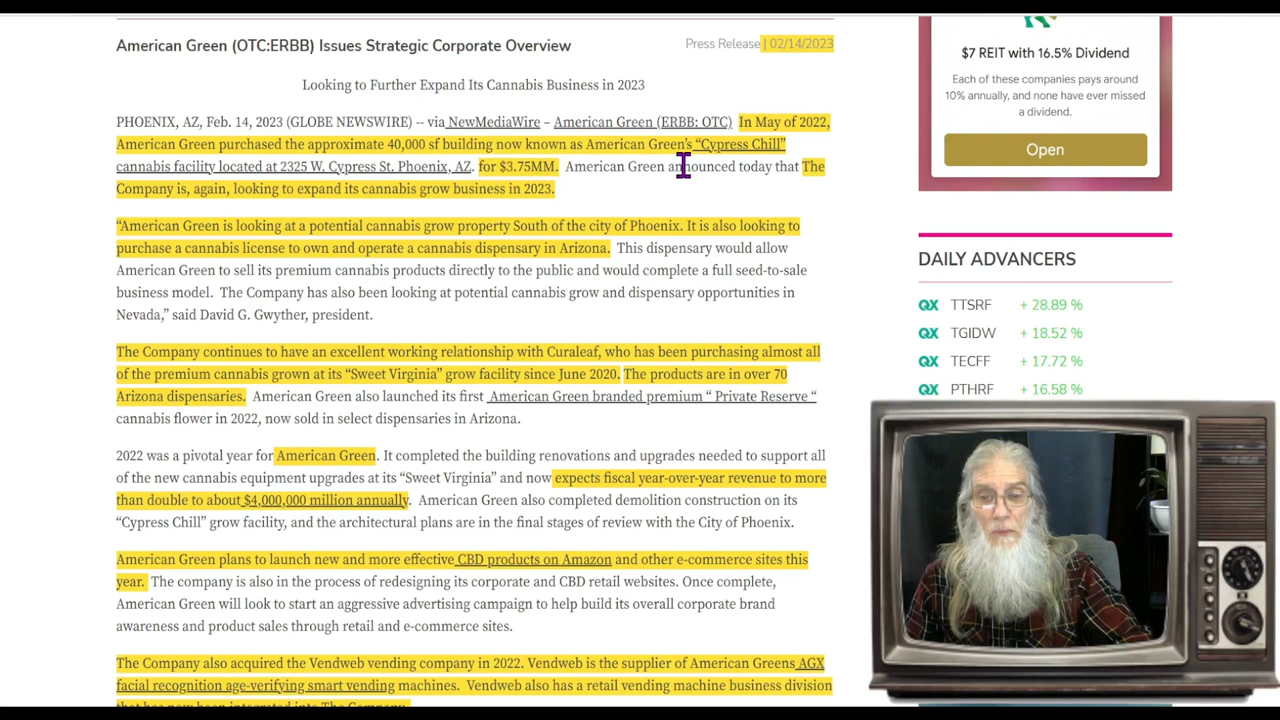 American Green (OTC:ERBB) Issues Strategic Corporate Overview
Press Release | 02/14/2023
Looking to Further Expand Its Cannabis Business in 2023
PHOENIX, AZ, Feb. 14, 2023 (GLOBE NEWSWIRE) -- via NewMediaWire – American Green (ERBB: OTC) In May of 2022,
American Green purchased the approximate 40,000 sf building now known as American Green's “Cypress Chill”
cannabis facility located at 2325 W. Cypress St. Phoenix, AZ. for $3.75MM. American Green announced today that The
Company is, again, looking to expand its cannabis grow business in 2023.
“American Green is looking at a potential cannabis grow property South of the city of Phoenix. It is also looking to
purchase a cannabis license to own and operate a cannabis dispensary in Arizona. This dispensary would allow
American Green to sell its premium cannabis products directly to the public and would complete a full seed-to-sale
business model. The Company has also been looking at potential cannabis grow and dispensary opportunities in
Nevada,” said David G. Gwyther, president.
The Company continues to have an excellent working relationship with Curaleaf, who has been purchasing almost all
of the premium cannabis grown at its “Sweet Virginia” grow facility since June 2020. The products are in over 70
Arizona dispensaries. American Green also launched its first American Green branded premium “ Private Reserve “
cannabis flower in 2022, now sold in select dispensaries in Arizona.
2022 was a pivotal year for American Green. It completed the building renovations and upgrades needed to support all
of the new cannabis equipment upgrades at its “Sweet Virginia” and now expects fiscal year-over-year revenue to more
than double to about $4,000,000 million annually. American Green also completed demolition construction on its
“Cypress Chill” grow facility, and the architectural plans are in the final stages of review with the City of Phoenix.
American Green plans to launch new and more effective CBD products on Amazon and other e-commerce sites this
year. The company is also in the process of redesigning its corporate and CBD retail websites. Once complete,
American Green will look to start an aggressive advertising campaign to help build its overall corporate brand
awareness and product sales through retail and e-commerce sites.
The Company also acquired the Vendweb vending company in 2022. Vendweb is the supplier of American Greens AGX
facial recognition age-verifying smart vending machines. Vendweb also has a retail vending machine business division
that has now been integrated into The Company.
$7 REIT with 16.5% Dividend
Each of these companies pays around
10% annually, and none have ever missed
a dividend.
Open
DAILY ADVANCERS
QX TTSRF + 28.89 %
QX TGIDW + 18.52 %
QX TECFF + 17.72 %
QX PTHRF + 16.58 %